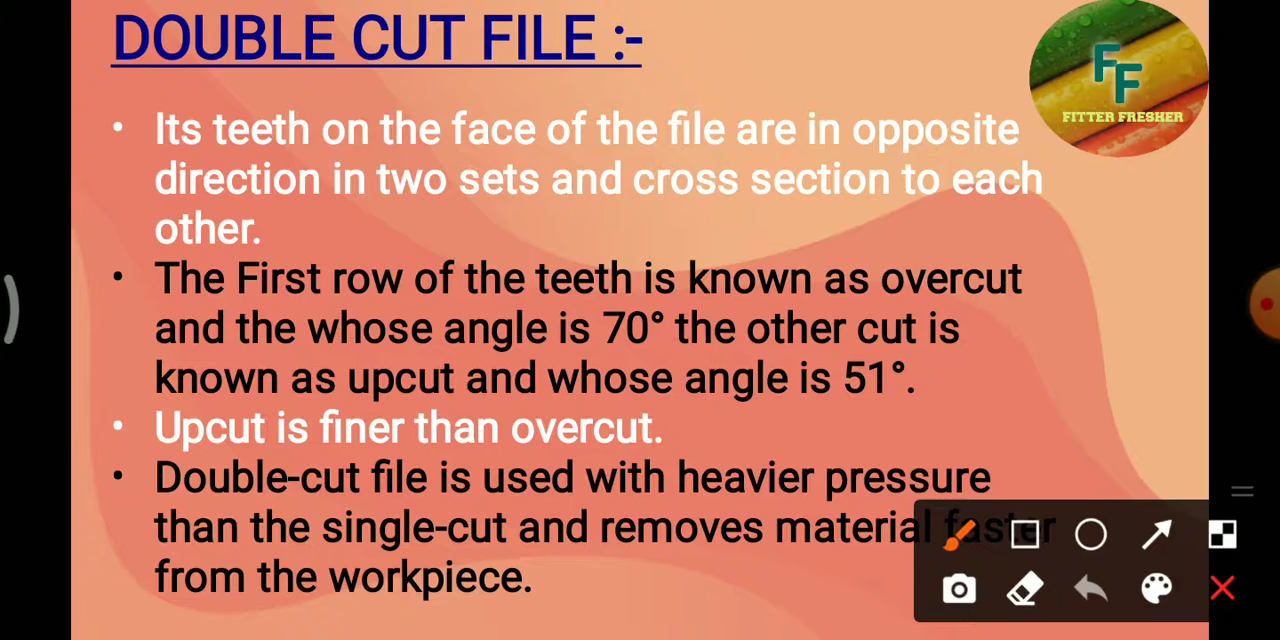 DOUBLE CUT FILE :-
FF
FITTER FRESHER
• Its teeth on the face of the file are in opposite
direction in two sets and cross section to each
other.
• The First row of the teeth is known as overcut
and the whose angle is 70° the other cut is
known as upcut and whose angle is 51°.
• Upcut is finer than overcut.
• Double-cut file is used with heavier pressure
than the single-cut and removes material faster
from the workpiece.